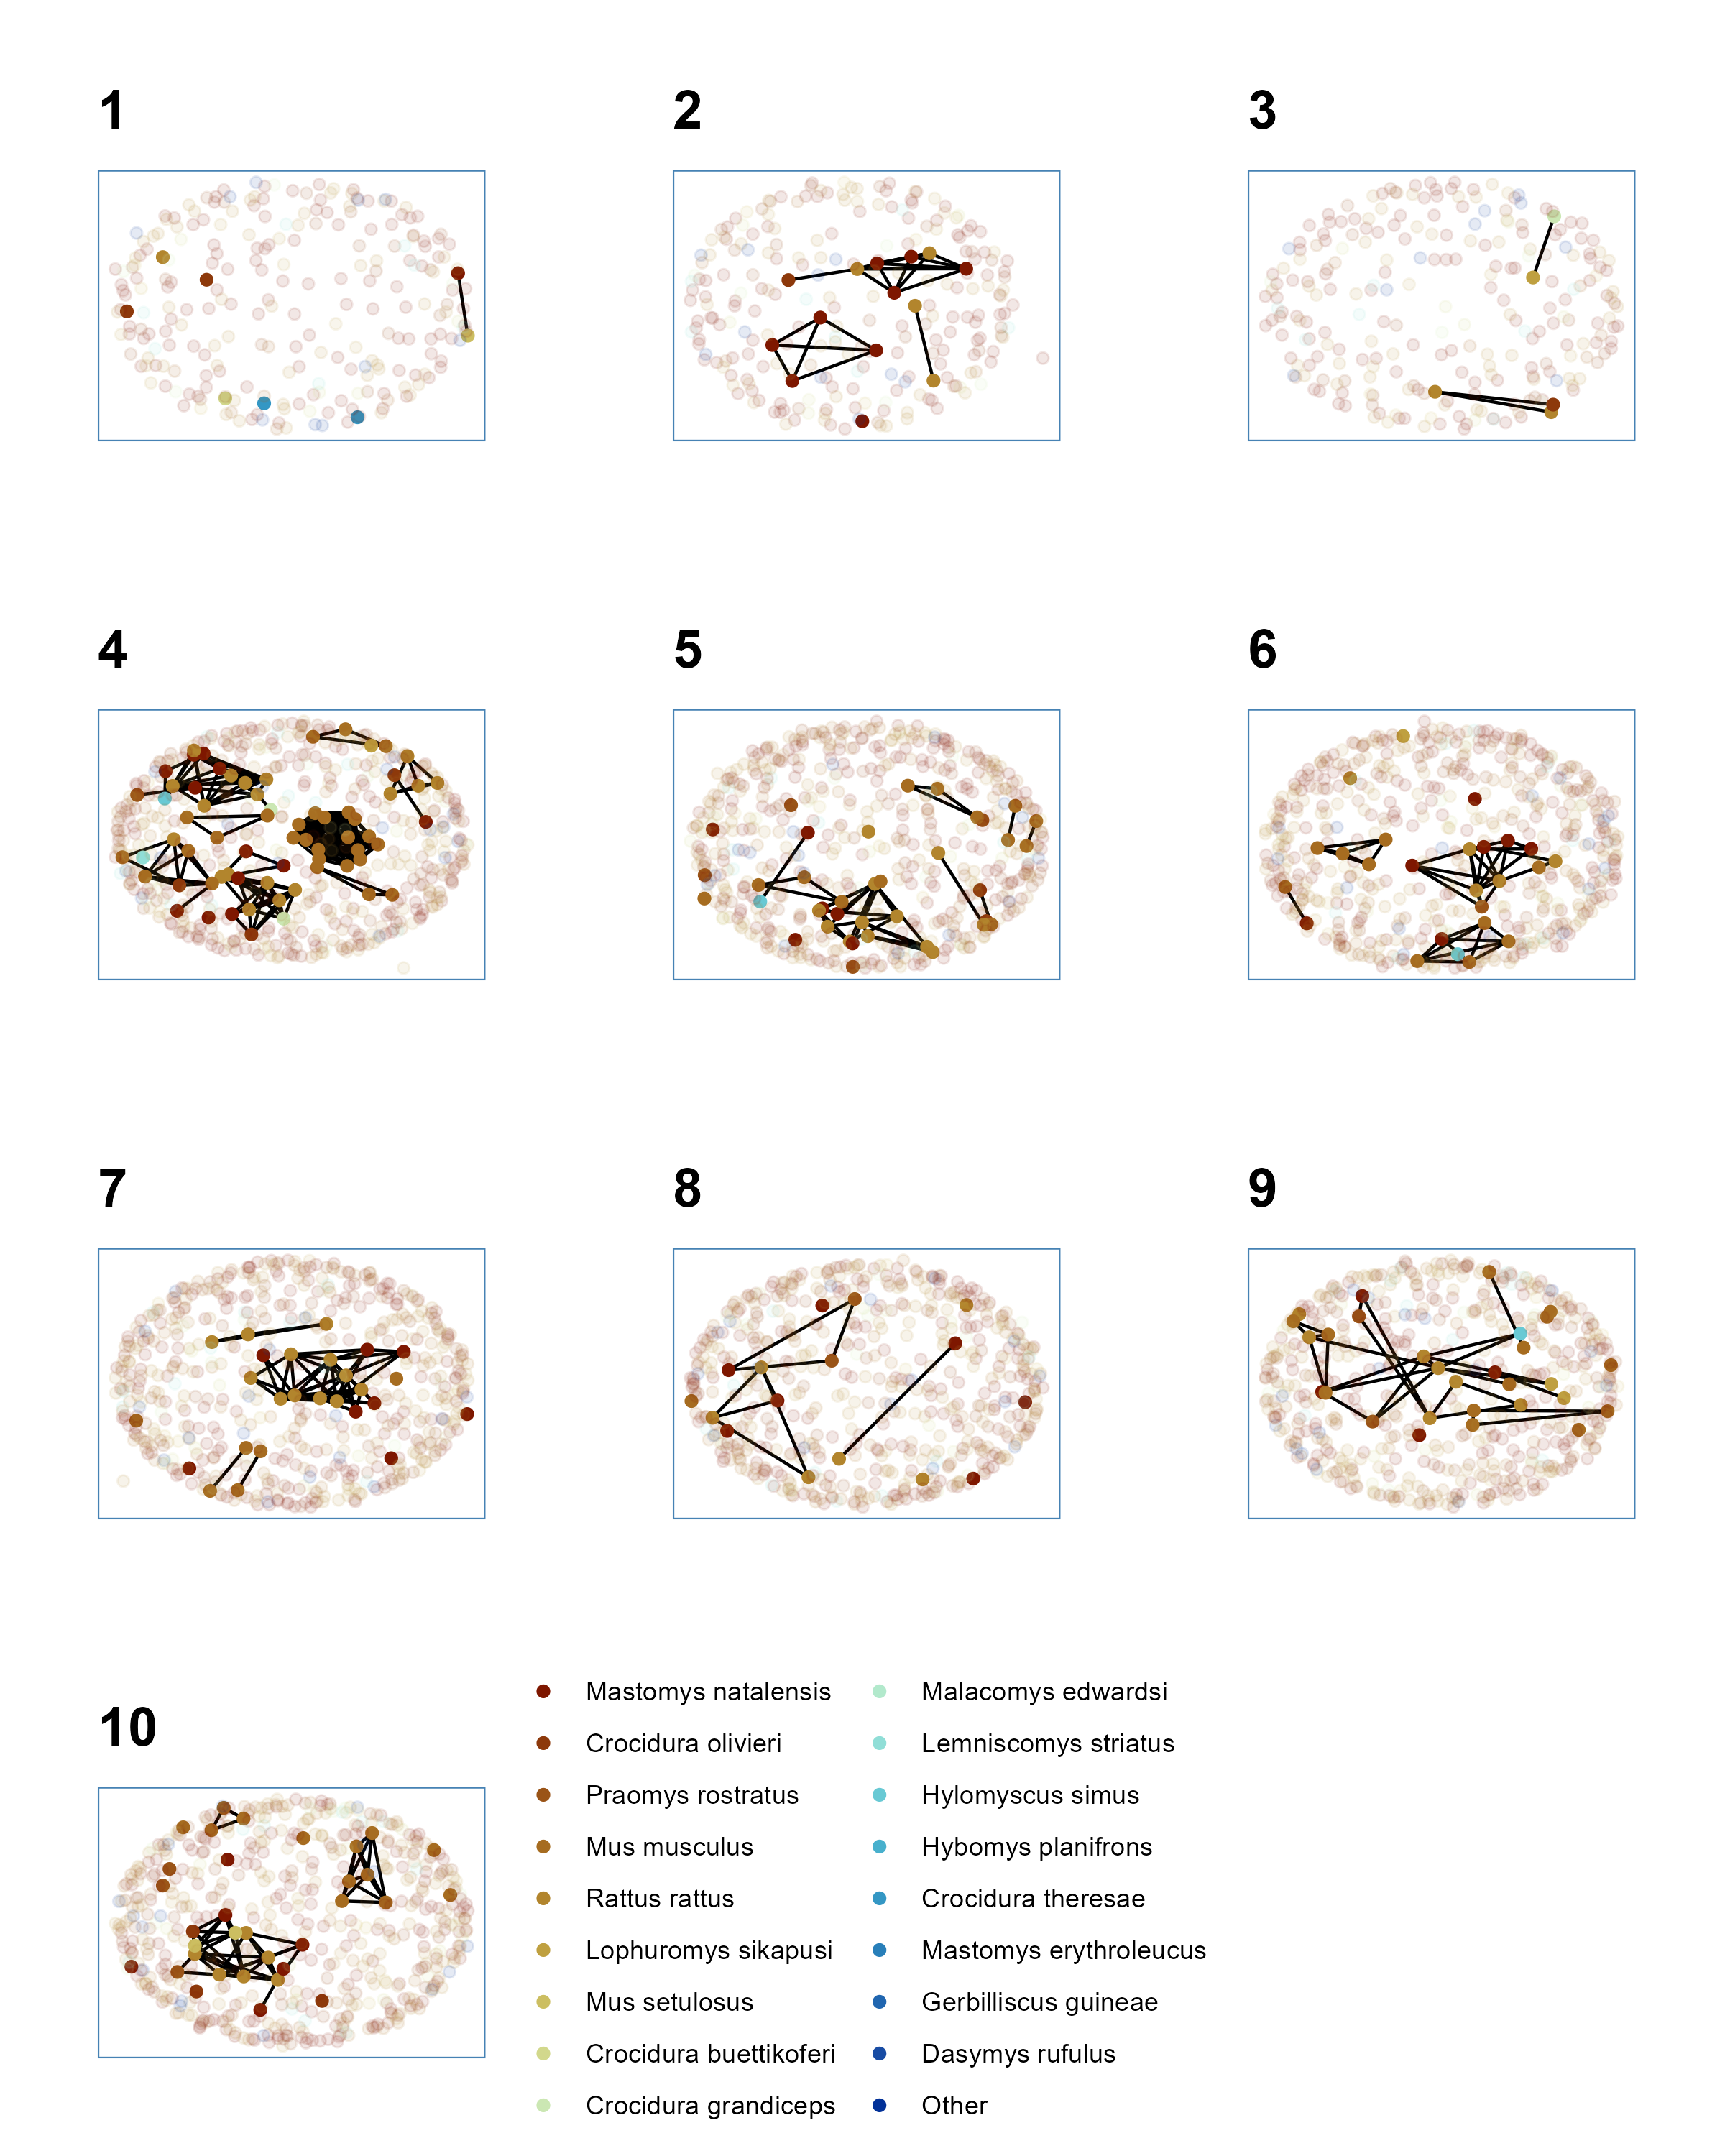 1
2
3
4
5
6
7
8
9
10
Mastomys natalensis
Crocidura olivieri
Praomys rostratus
Mus musculus
Rattus rattus
Lophuromys sikapusi
Mus setulosus
Crocidura buettikoferi
Crocidura grandiceps
Malacomys edwardsi
Lemniscomys striatus
Hylomyscus simus
Hybomys planifrons
Crocidura theresae
Mastomys erythroleucus
Gerbilliscus guineae
Dasymys rufulus
Other